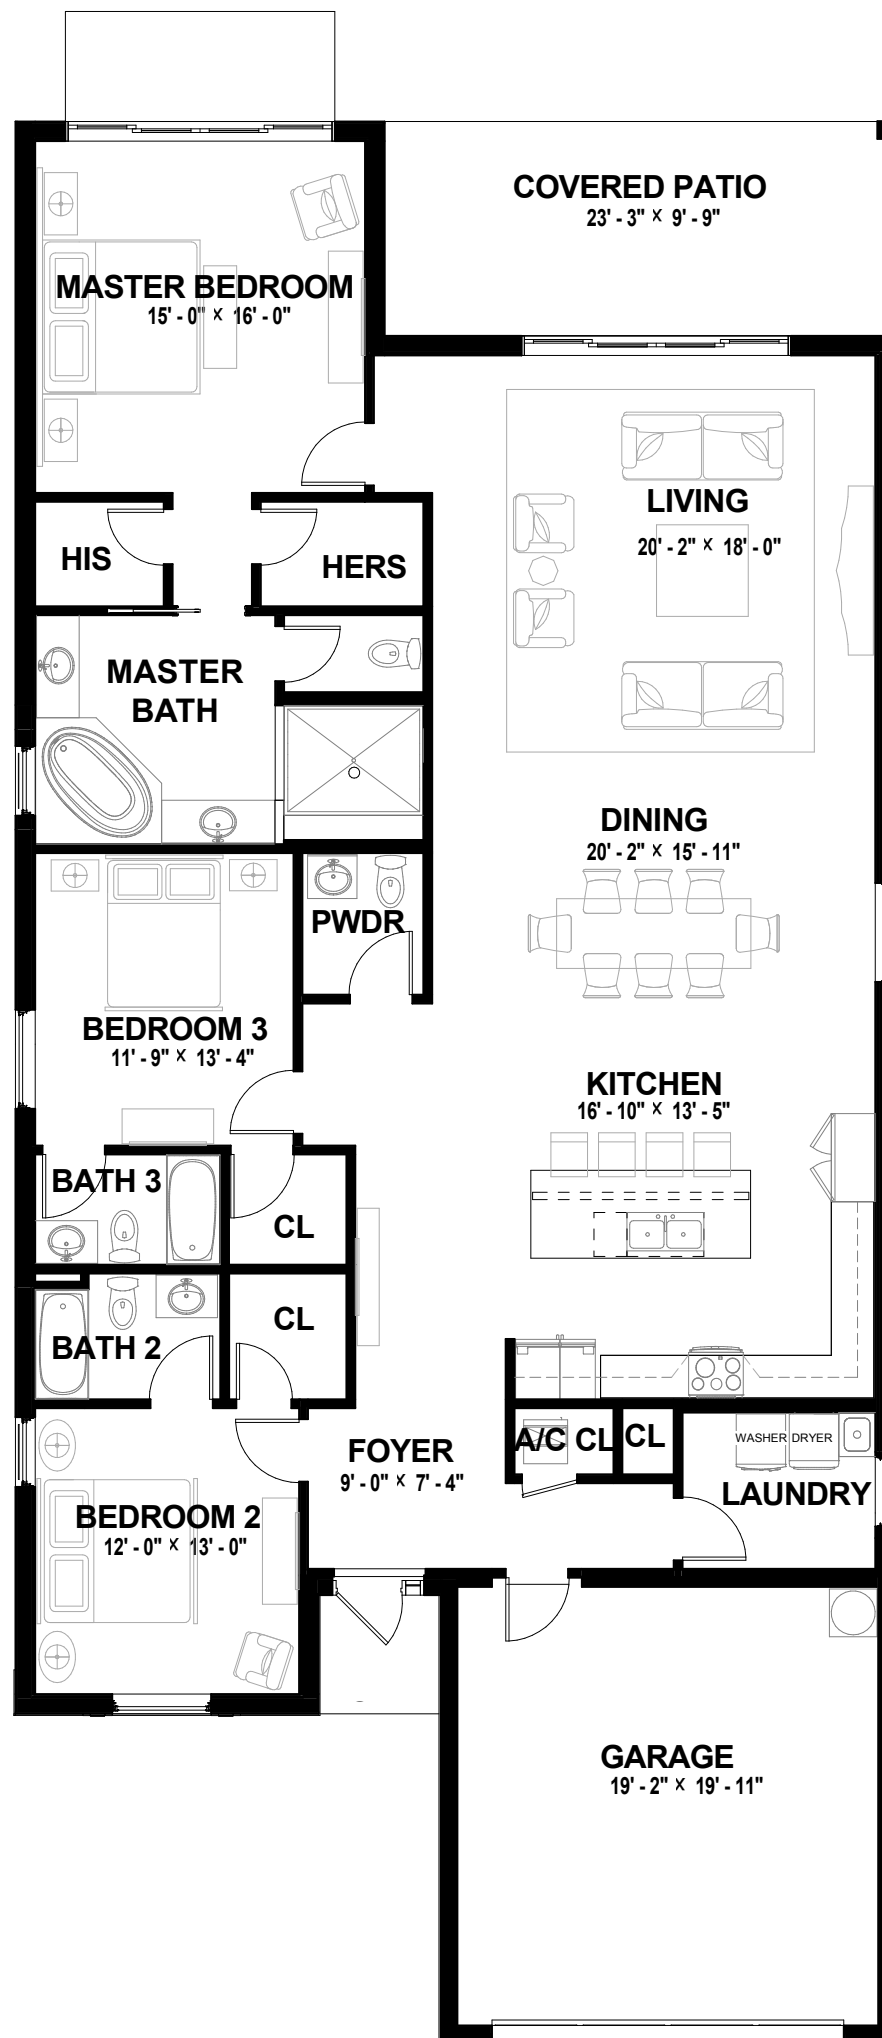 COVERED PATIO
23' - 3" × 9' - 9"
MASTER BEDROOM
15' - 0" × 16' - 0"
LIVING
20' - 2" × 18' - 0"
HIS
HERS
MASTER
BATH
DINING
20' - 2" × 15' - 11"
PWDR
BEDROOM 3
11' - 9" × 13' - 4"
KITCHEN
16' - 10" × 13' - 5"
BATH 3
CL
CL
BATH 2
FOYER
9' - 0" × 7' - 4"
A/C CL
CL
WASHER
DRYER
LAUNDRY
BEDROOM 2
12' - 0" × 13' - 0"
GARAGE
19' - 2" × 19' - 11"